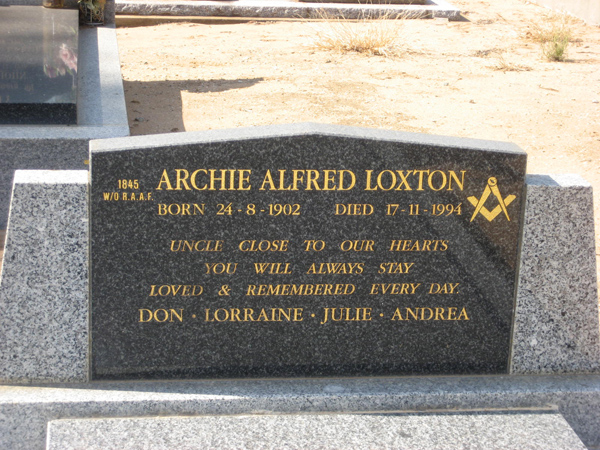 1845
W/O R.A.A.F.
ARCHIE ALFRED LOXTON
BORN 24-8-1902 DIED 17-11-1994
UNCLE CLOSE TO OUR HEARTS
YOU WILL ALWAYS STAY
LOVED & REMEMBERED EVERY DAY.
DON · LORRAINE · JULIE · ANDREA